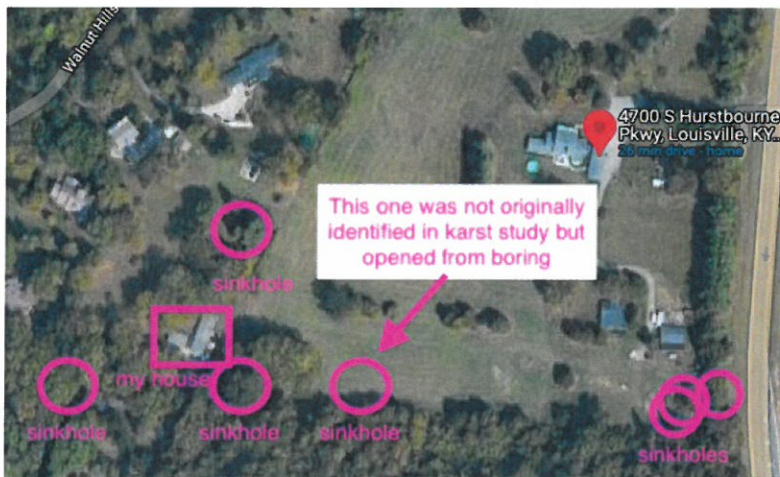 Walnut Hills
4700 S Hurstbourne
Pkwy, Louisville, KY...
26 min drive - home
This one was not originally
identified in karst study but
opened from boring
sinkhole
my house
sinkhole
sinkhole
sinkhole
sinkholes